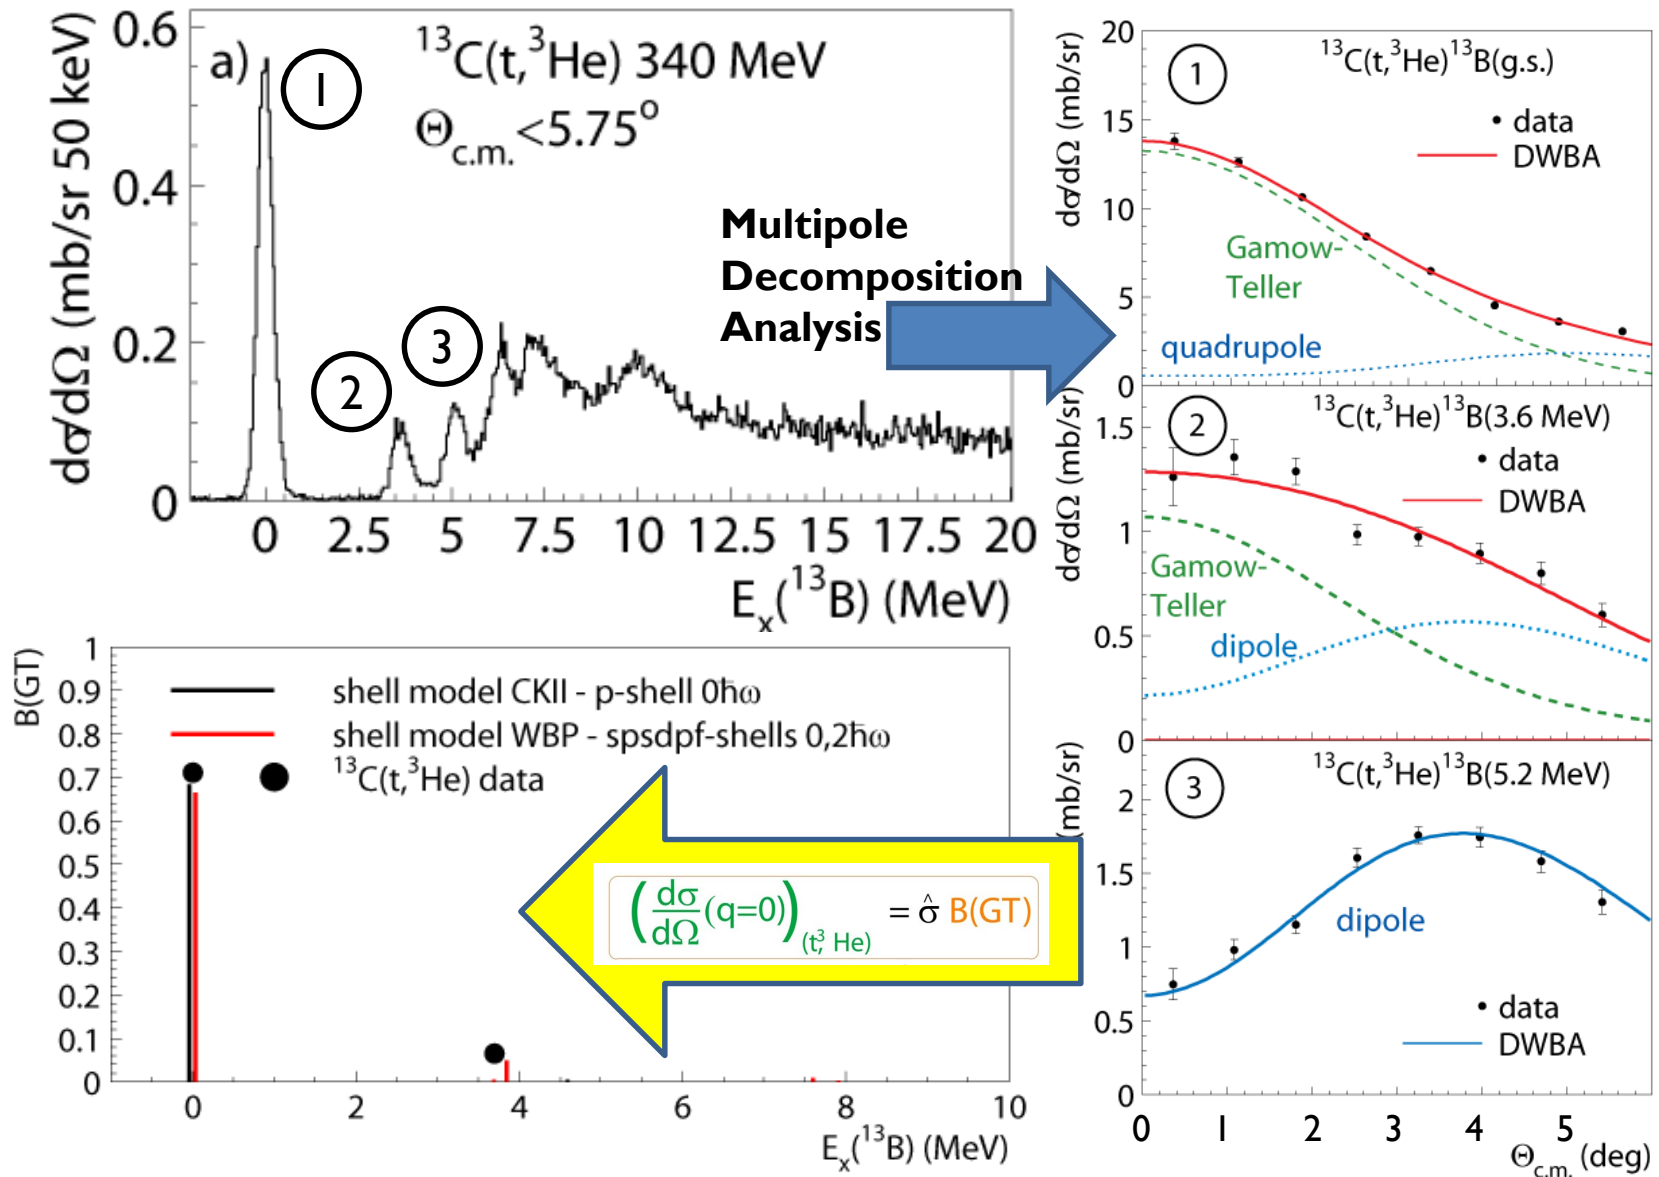 a)
¹³C(t,³He) 340 MeV
Θc.m.<5.75°
1
2
3
dσ/dΩ (mb/sr 50 keV)
0.6
0.4
0.2
0
0 2.5 5 7.5 10 12.5 15 17.5 20
Ex(¹³B) (MeV)
Multipole
Decomposition
Analysis
1
¹³C(t,³He)¹³B(g.s.)
data
DWBA
Gamow-
Teller
quadrupole
dσ/dΩ (mb/sr)
20
15
10
5
0
2
¹³C(t,³He)¹³B(3.6 MeV)
data
DWBA
Gamow-
Teller
dipole
dσ/dΩ (mb/sr)
1.5
1
0.5
0
3
¹³C(t,³He)¹³B(5.2 MeV)
dipole
data
DWBA
(mb/sr)
2
1.5
1
0.5
0
0 1 2 3 4 5
Θc.m. (deg)
B(GT)
1
0.9
0.8
0.7
0.6
0.5
0.4
0.3
0.2
0.1
0
shell model CKII - p-shell 0ħω
shell model WBP - spsdpf-shells 0,2ħω
¹³C(t,³He) data
(dσ/dΩ(q=0))(t,³He) = σ̂ B(GT)
0 2 4 6 8 10
Ex(¹³B) (MeV)